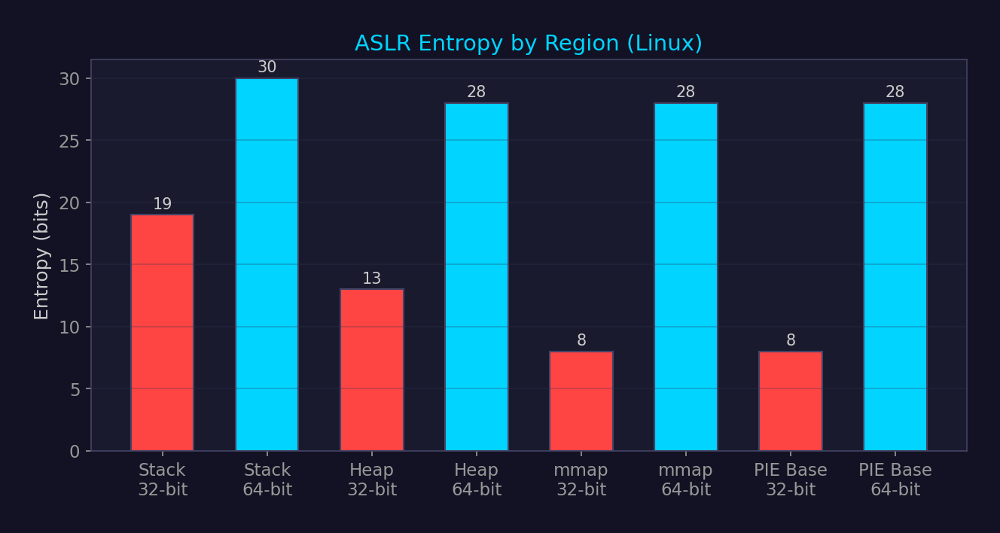 ASLR Entropy by Region (Linux)
Entropy (bits)
30
25
20
15
10
5
0
19
30
13
28
8
28
8
28
Stack
32-bit
Stack
64-bit
Heap
32-bit
Heap
64-bit
mmap
32-bit
mmap
64-bit
PIE Base
32-bit
PIE Base
64-bit